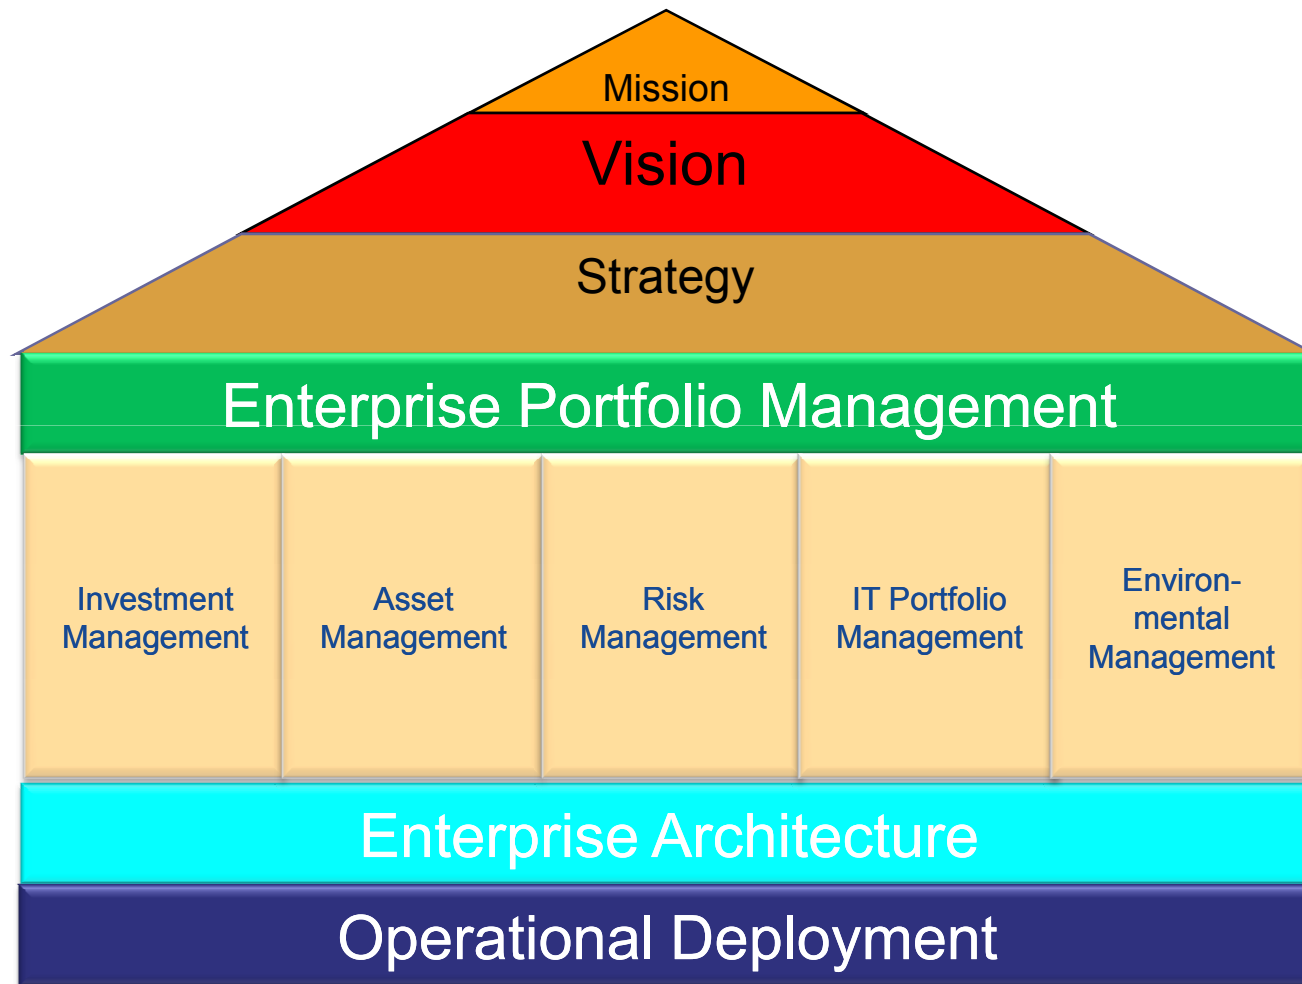 Mission
Vision
Strategy
Enterprise Portfolio Management
Investment
Management
Asset
Management
Risk
Management
IT Portfolio
Management
Environ-
mental
Management
Enterprise Architecture
Operational Deployment